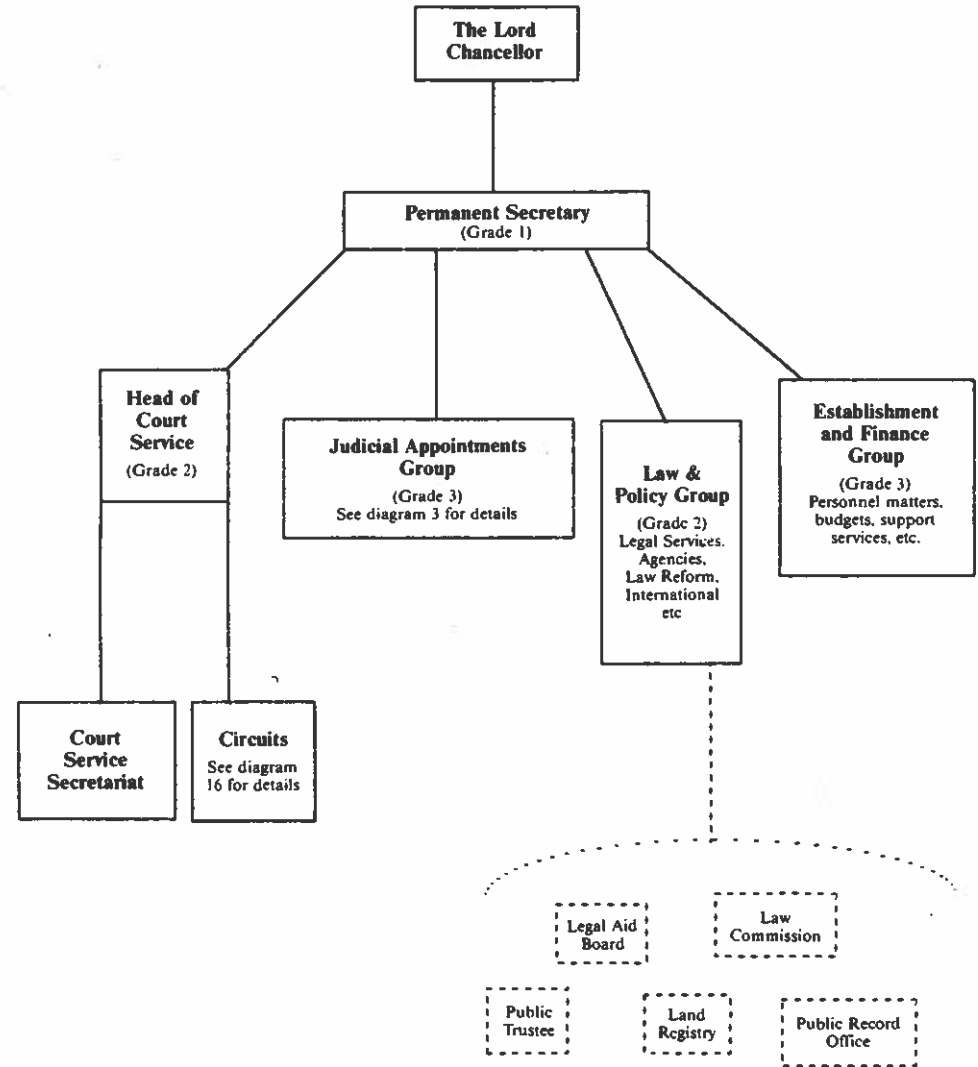 The Lord
Chancellor
Permanent Secretary
(Grade 1)
Head of
Court
Service
(Grade 2)
Judicial Appointments
Group
(Grade 3)
See diagram 3 for details
Law &
Policy Group
(Grade 2)
Legal Services.
Agencies,
Law Reform,
International
etc
Establishment
and Finance
Group
(Grade 3)
Personnel matters,
budgets, support
services, etc.
Court
Service
Secretariat
Circuits
See diagram
16 for details
Legal Aid
Board
Law
Commission
Public
Trustee
Land
Registry
Public Record
Office